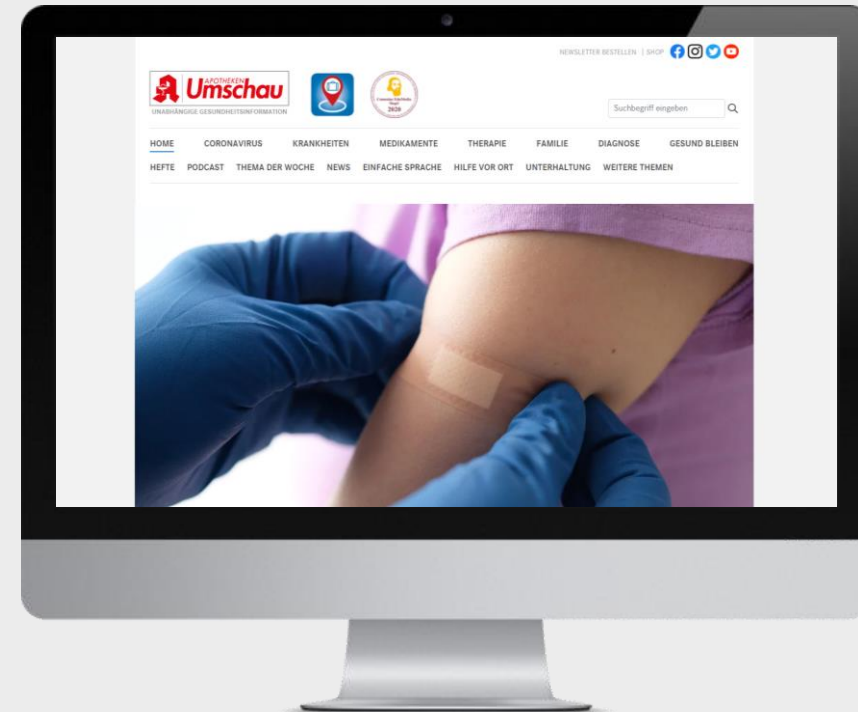 NEWSLETTER BESTELLEN | SHOP
APOTHEKEN
Umschau
UNABHÄNGIGE GESUNDHEITSINFORMATION
2020
Suchbegriff eingeben
HOME CORONAVIRUS KRANKHEITEN MEDIKAMENTE THERAPIE FAMILIE DIAGNOSE GESUND BLEIBEN
HEFTE PODCAST THEMA DER WOCHE NEWS EINFACHE SPRACHE HILFE VOR ORT UNTERHALTUNG WEITERE THEMEN